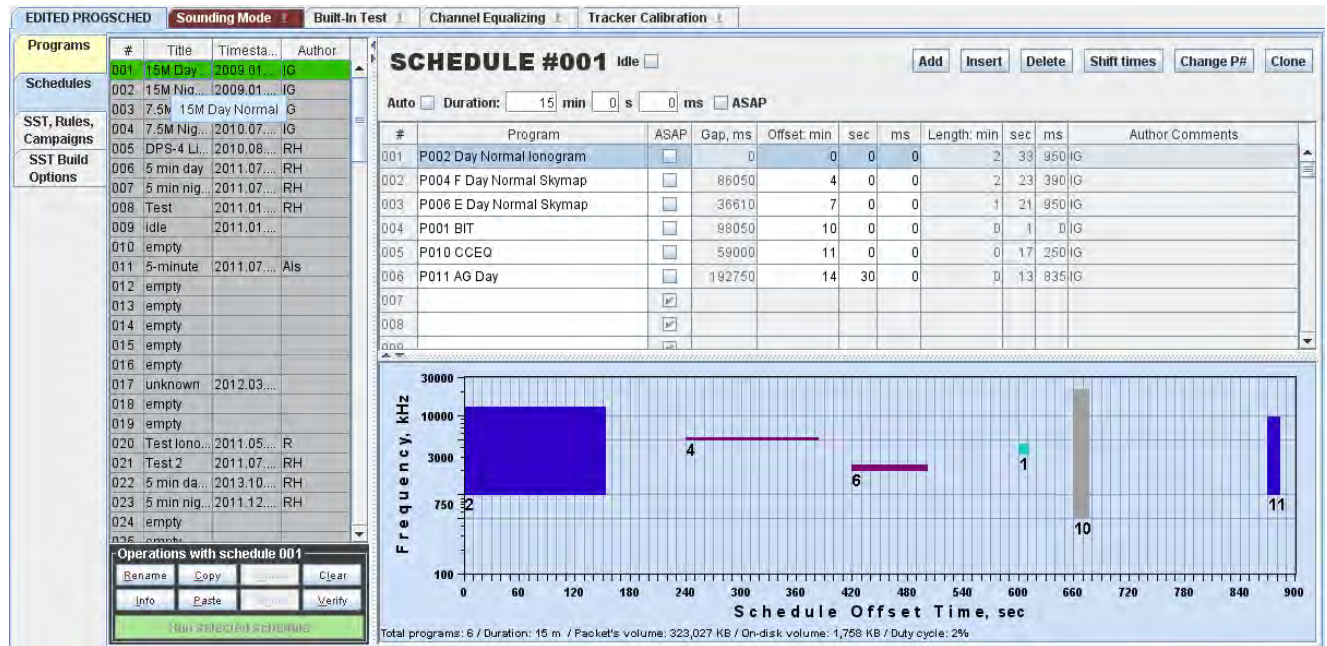 EDITED PROGSCHED Sounding Mode Built-In Test Channel Equalizing Tracker Calibration
Programs
Schedules
SST, Rules,
Campaigns
SST Build
Options
# Title Timesta... Author
001 15M Day... 2009.01.... IG
002 15M Nig... 2009.01.... IG
003 7.5M 15M Day Normal G
004 7.5M Nig... 2010.07.... IG
005 DPS-4 Li... 2010.08.... RH
006 5 min day 2011.07.... RH
007 5 min nig... 2011.07.... RH
008 Test 2011.01.... RH
009 idle 2011.01....
010 empty
011 5-minute 2011.07.... Als
012 empty
013 empty
014 empty
015 empty
016 empty
017 unknown 2012.03....
018 empty
019 empty
020 Test Iono... 2011.05.... R
021 Test 2 2011.07.... RH
022 5 min da... 2013.10.... RH
023 5 min nig... 2011.12.... RH
024 empty
025 empty
Operations with schedule 001
Rename Copy Clear
Info Paste Verify
Run selected schedule
SCHEDULE #001 Idle
Add Insert Delete Shift times Change P# Clone
Auto Duration: 15 min 0 s 0 ms ASAP
# Program ASAP Gap, ms Offset: min sec ms Length: min sec ms Author Comments
001 P002 Day Normal Ionogram 0 0 0 0 2 33 950 IG
002 P004 F Day Normal Skymap 86050 4 0 0 2 23 390 IG
003 P006 E Day Normal Skymap 36610 7 0 0 1 21 950 IG
004 P001 BIT 98050 10 0 0 0 1 0 IG
005 P010 CCEQ 59000 11 0 0 0 17 250 IG
006 P011 AG Day 192750 14 30 0 0 13 835 IG
007
008
009
Frequency, kHz
30000
10000
3000
750
100
2
4
6
1
10
11
0 60 120 180 240 300 360 420 480 540 600 660 720 780 840 900
Schedule Offset Time, sec
Total programs: 6 / Duration: 15 m / Packet's volume: 323,027 KB / On-disk volume: 1,758 KB / Duty cycle: 2%